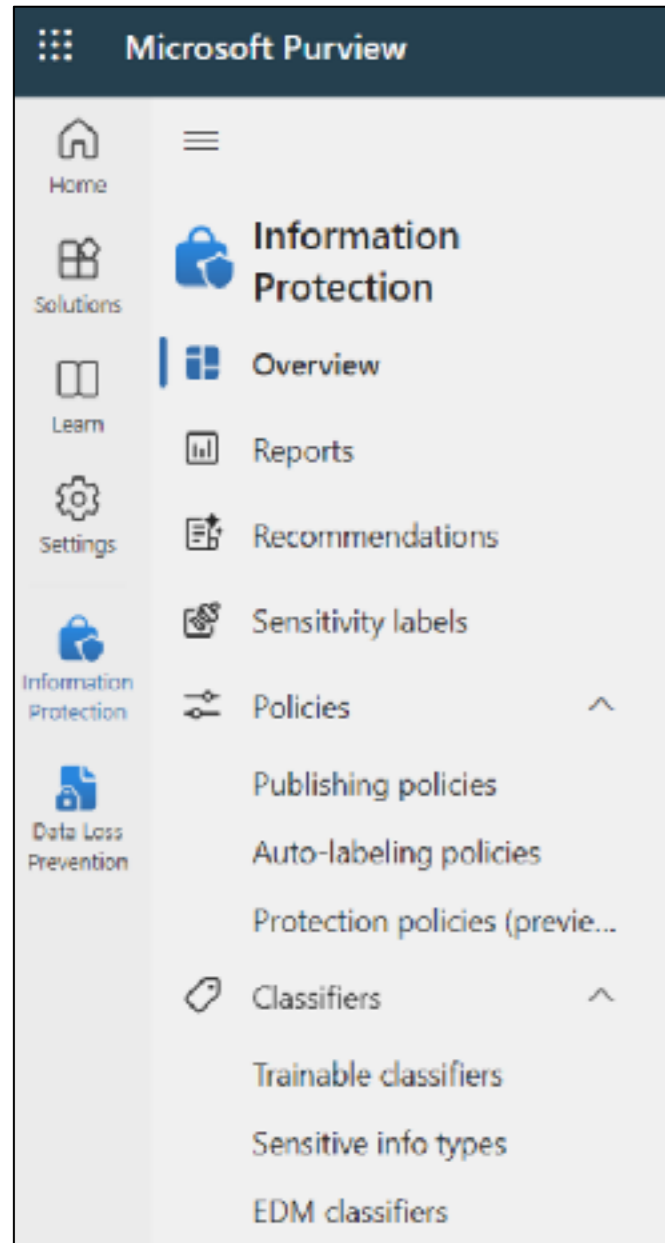 Microsoft Purview
Home
Solutions
Learn
Settings
Information
Protection
Data Loss
Prevention
Information
Protection
Overview
Reports
Recommendations
Sensitivity labels
Policies
Publishing policies
Auto-labeling policies
Protection policies (previe...
Classifiers
Trainable classifiers
Sensitive info types
EDM classifiers